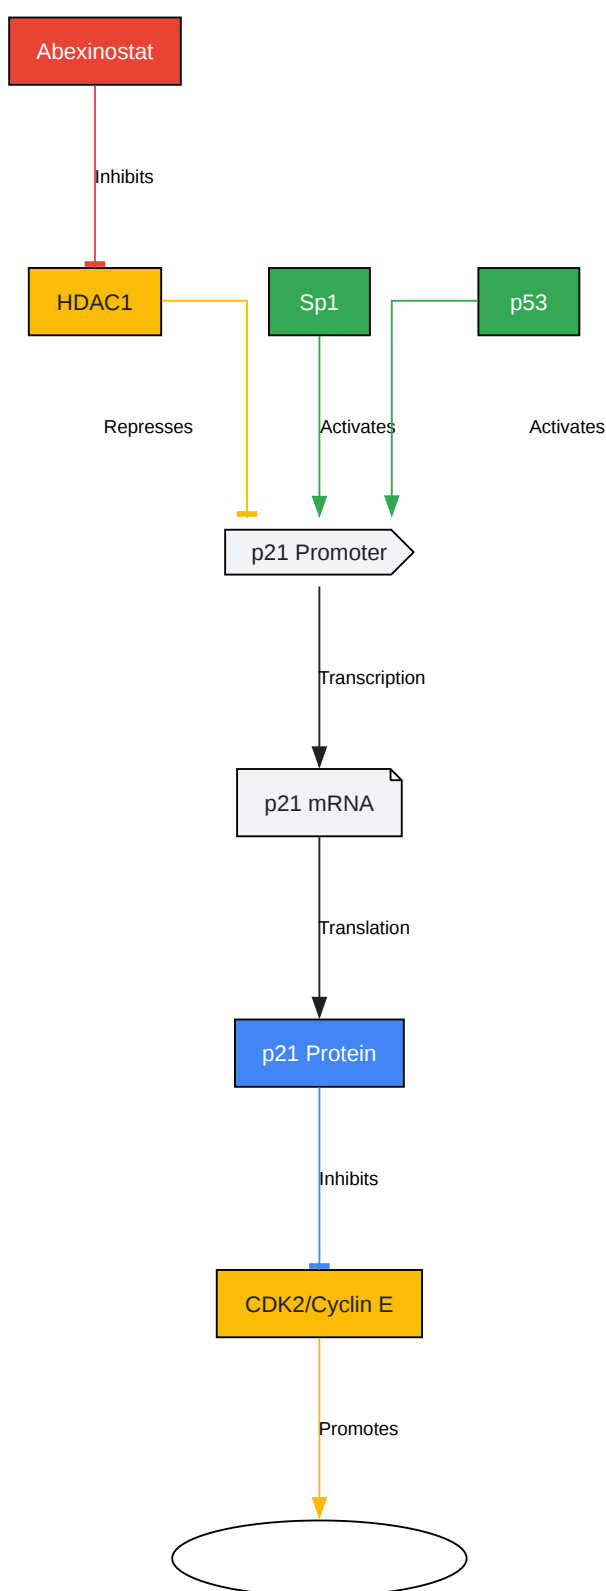 Abexinostat
Inhibits
HDAC1
Sp1
p53
Represses
Activates
Activates
p21 Promoter
Transcription
p21 mRNA
Translation
p21 Protein
Inhibits
CDK2/Cyclin E
Promotes